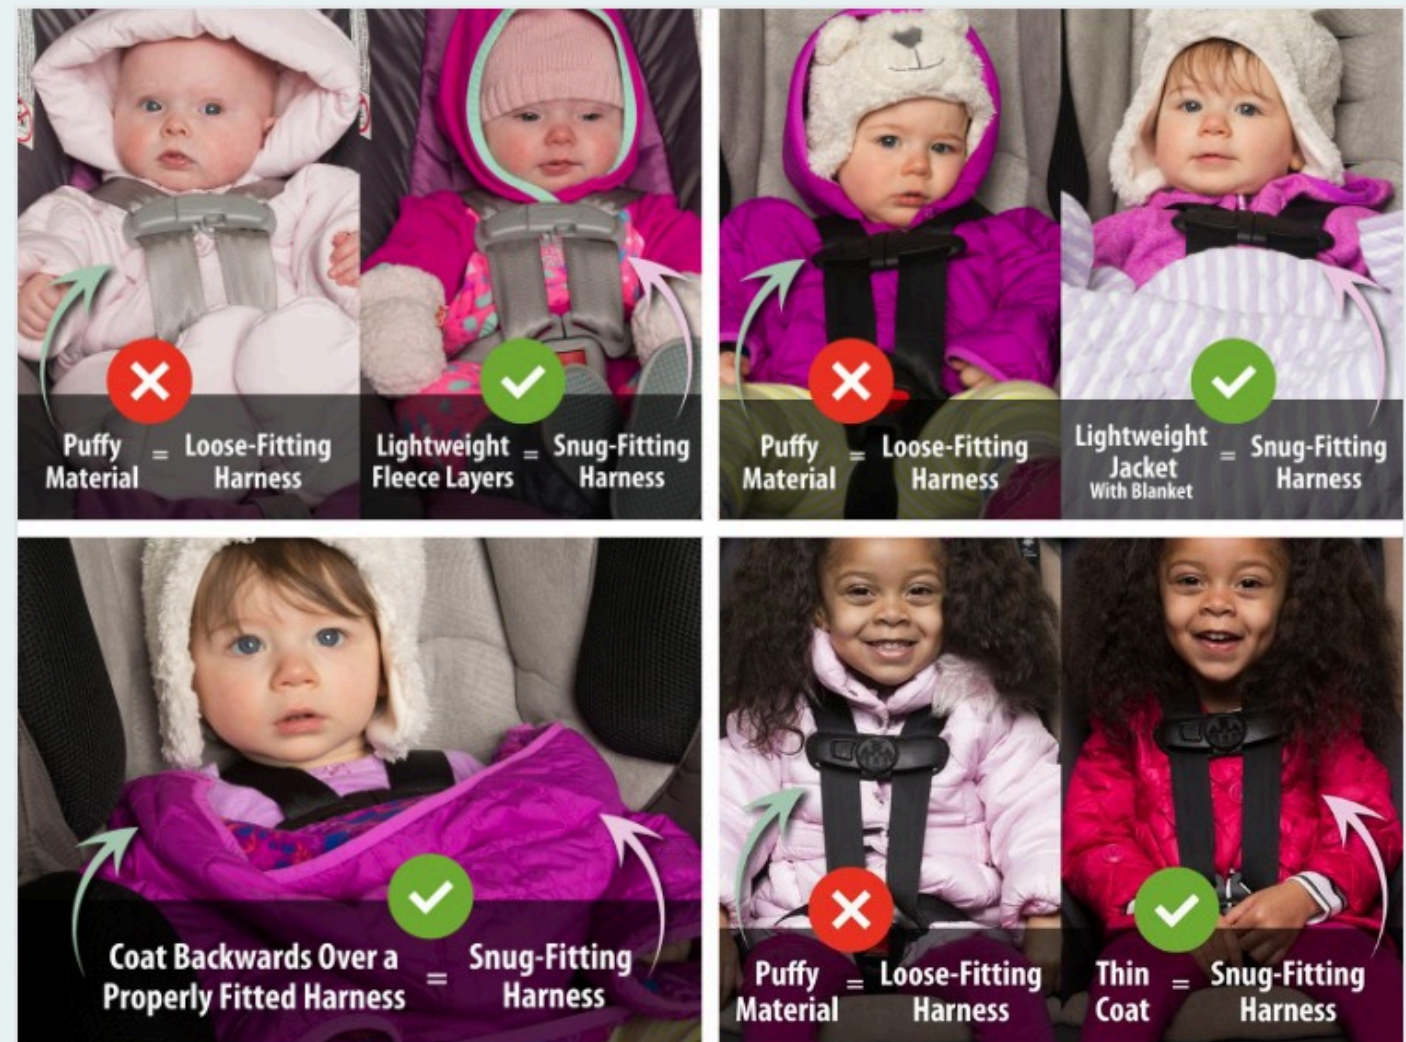 Puffy
Material
=
Loose-Fitting
Harness
Lightweight
Fleece Layers
=
Snug-Fitting
Harness
Puffy
Material
=
Loose-Fitting
Harness
Lightweight
Jacket
With Blanket
=
Snug-Fitting
Harness
Coat Backwards Over a
Properly Fitted Harness
=
Snug-Fitting
Harness
Puffy
Material
=
Loose-Fitting
Harness
Thin
Coat
=
Snug-Fitting
Harness